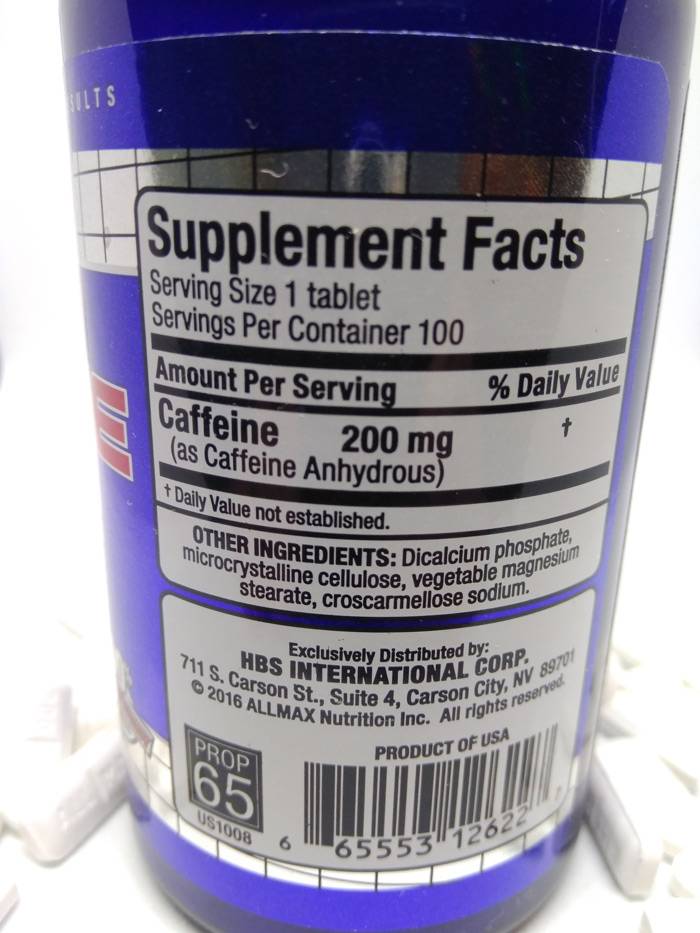 SULTS
Supplement Facts
Serving Size 1 tablet
Servings Per Container 100
Amount Per Serving % Daily Value
Caffeine 200 mg †
(as Caffeine Anhydrous)
† Daily Value not established.
OTHER INGREDIENTS: Dicalcium phosphate,
microcrystalline cellulose, vegetable magnesium
stearate, croscarmellose sodium.
E
Exclusively Distributed by:
HBS INTERNATIONAL CORP.
711 S. Carson St., Suite 4, Carson City, NV 89701
© 2016 ALLMAX Nutrition Inc. All rights reserved.
PRODUCT OF USA
PROP
65
US1008
6 65553 12622